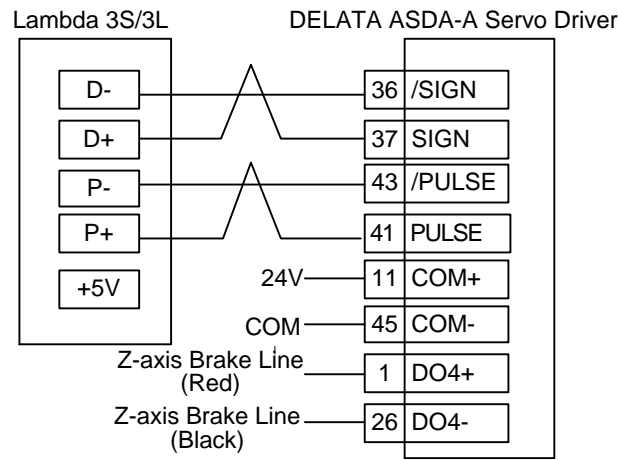 Lambda 3S/3L
DELATA ASDA-A Servo Driver
D- 36 /SIGN
D+ 37 SIGN
P- 43 /PULSE
P+ 41 PULSE
+5V
24V 11 COM+
COM 45 COM-
Z-axis Brake Line
(Red)
1 DO4+
Z-axis Brake Line
(Black)
26 DO4-